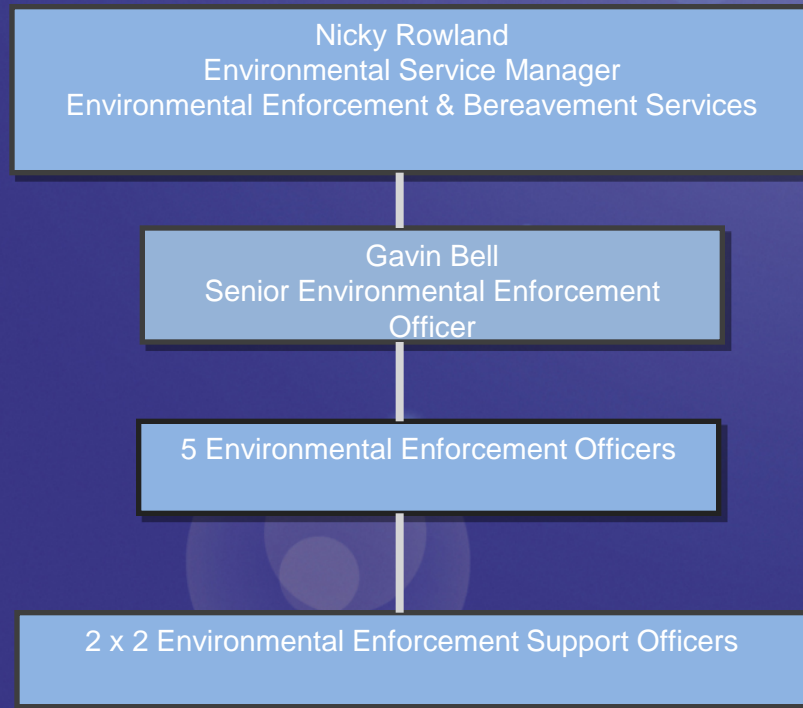 Nicky Rowland
Environmental Service Manager
Environmental Enforcement & Bereavement Services
Gavin Bell
Senior Environmental Enforcement
Officer
5 Environmental Enforcement Officers
2 x 2 Environmental Enforcement Support Officers